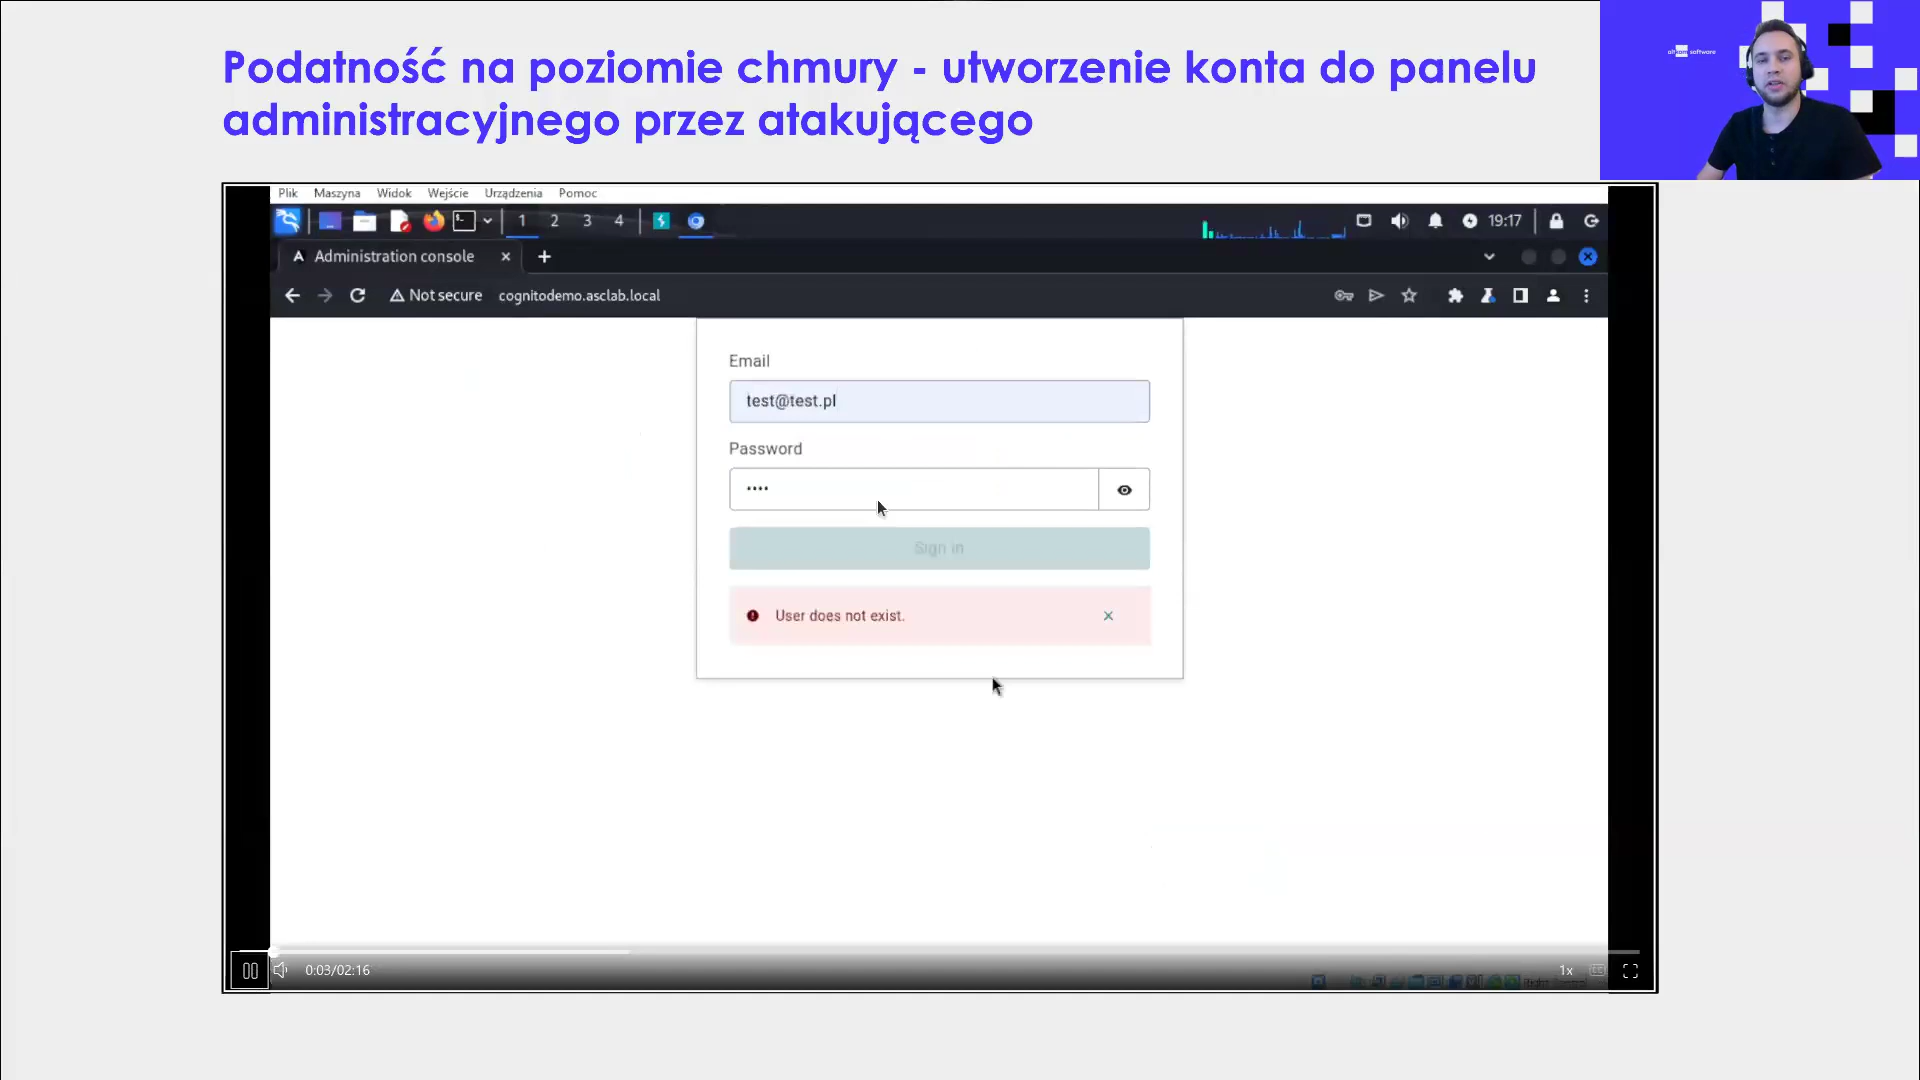 Podatność na poziomie chmury - utworzenie konta do panelu
administracyjnego przez atakującego
software
Plik Maszyna Widok Wejście Urządzenia Pomoc
1 2 3 4 19:17
Administration console
Not secure cognitodemo.asclab.local
Email
test@test.pl
Password
••••
Sign in
User does not exist.
0:03/02:16 1x